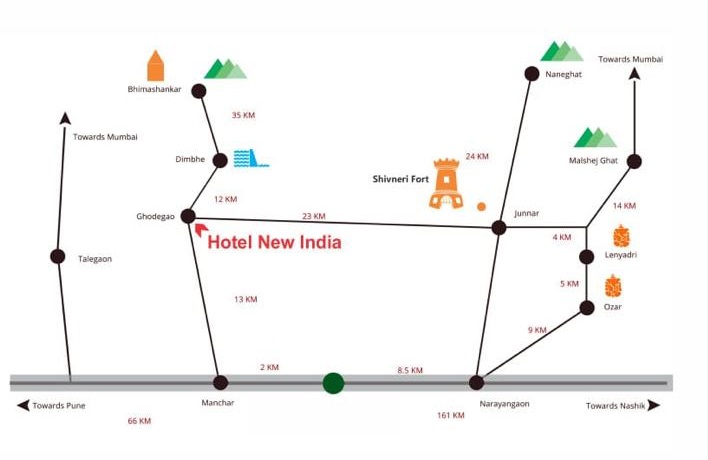 Towards Mumbai
Naneghat
Bhimashankar
35 KM
Towards Mumbai
Dimbhe
24 KM
Malshej Ghat
Shivneri Fort
12 KM
14 KM
Ghodegao
23 KM
Junnar
4 KM
Hotel New India
Lenyadri
Talegaon
5 KM
13 KM
Ozar
9 KM
2 KM
8.5 KM
Towards Pune
Manchar
Narayangaon
Towards Nashik
66 KM
161 KM